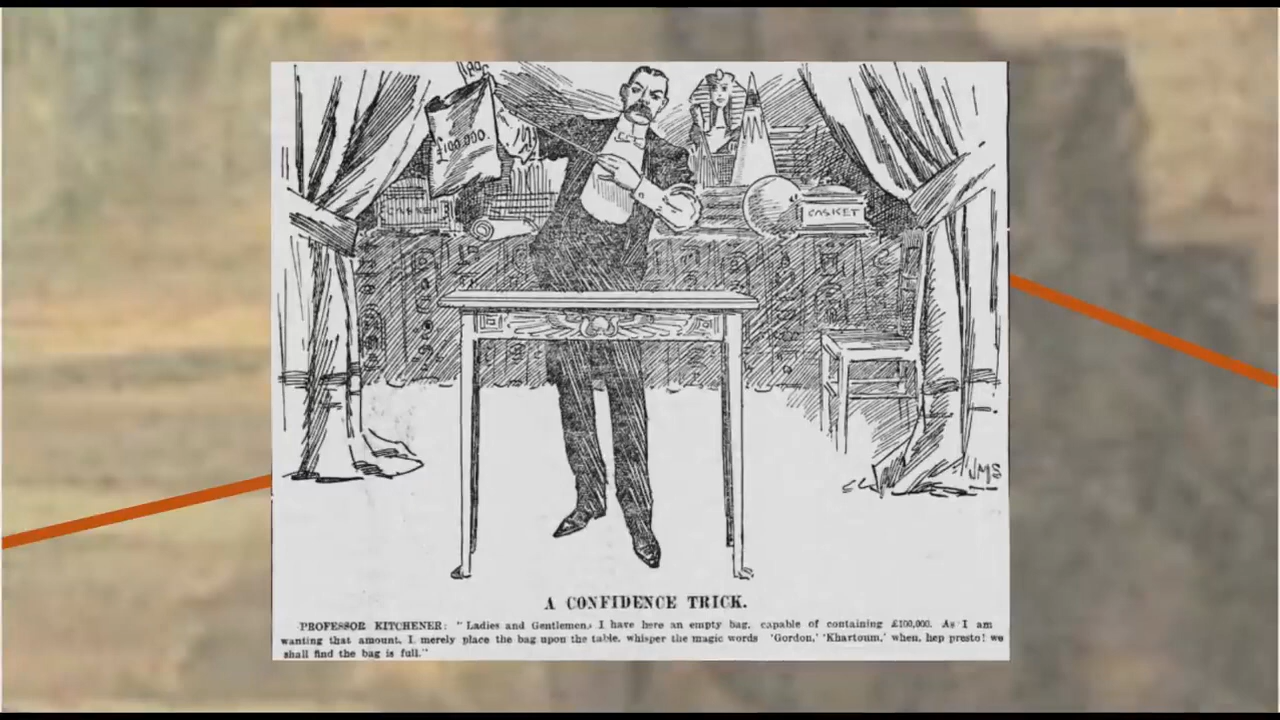 £100,000.
CASKET
CASKET
JMS
A CONFIDENCE TRICK.
PROFESSOR KITCHENER: "Ladies and Gentlemen, I have here an empty bag, capable of containing £100,000. As I am
wanting that amount, I merely place the bag upon the table, whisper the magic words 'Gordon,' 'Khartoum,' when, hep presto! we
shall find the bag is full."